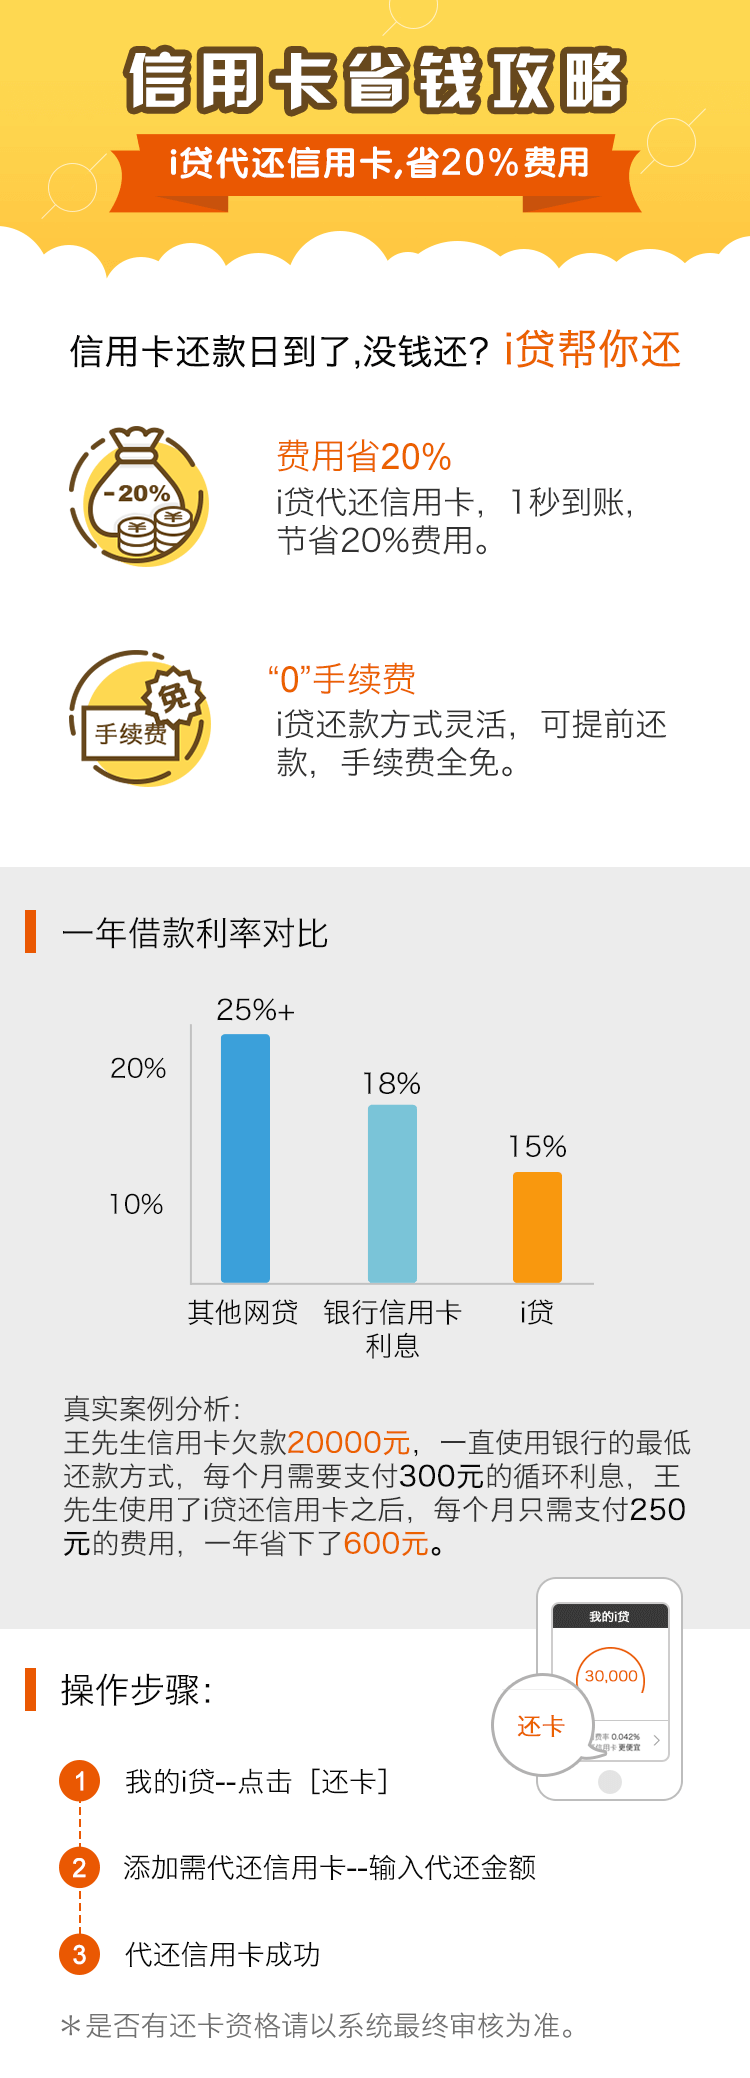 信用卡省钱攻略
i贷代还信用卡,省20%费用
信用卡还款日到了,没钱还? i贷帮你还
-20%
费用省20%
i贷代还信用卡，1秒到账，
节省20%费用。
免
手续费
“0”手续费
i贷还款方式灵活，可提前还
款，手续费全免。
一年借款利率对比
25%+
20%
18%
15%
10%
其他网贷
银行信用卡
利息
i贷
真实案例分析：
王先生信用卡欠款20000元，一直使用银行的最低
还款方式，每个月需要支付300元的循环利息，王
先生使用了i贷还信用卡之后，每个月只需支付250
元的费用，一年省下了600元。
我的i贷
30,000
还卡
费率 0.042%
信用卡 更便宜
操作步骤：
1 我的i贷--点击［还卡］
2 添加需代还信用卡--输入代还金额
3 代还信用卡成功
＊是否有还卡资格请以系统最终审核为准。